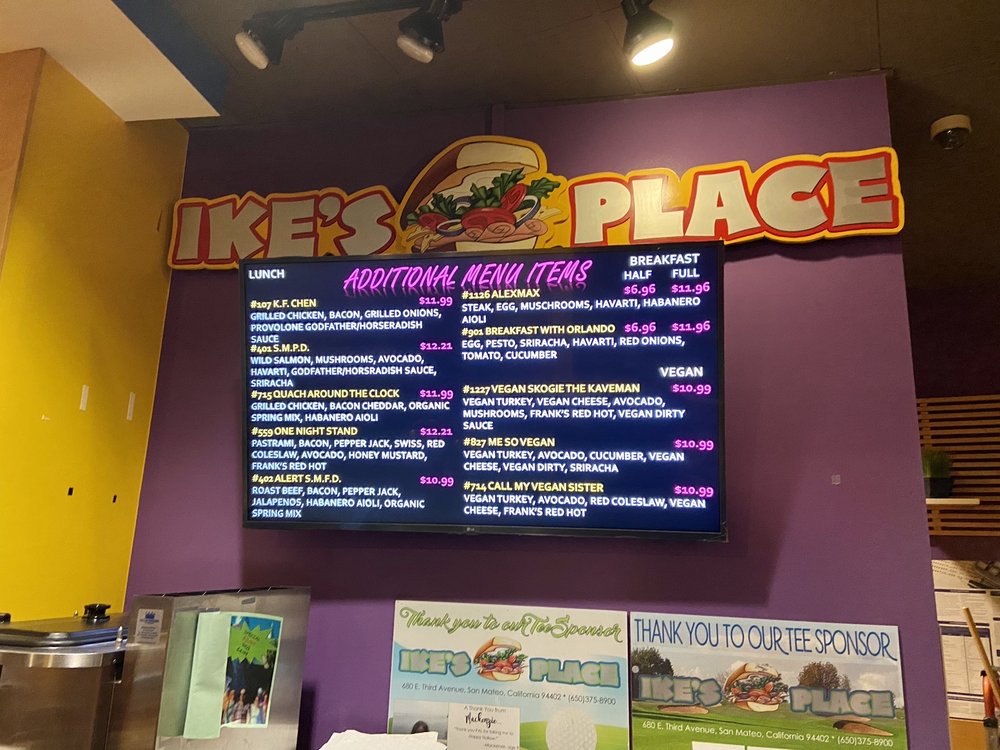 IKE'S PLACE
LUNCH
ADDITIONAL MENU ITEMS
#107 K.F. CHEN $11.99
GRILLED CHICKEN, BACON, GRILLED ONIONS,
PROVOLONE GODFATHER/HORSERADISH
SAUCE
#401 S.M.P.D. $12.21
WILD SALMON, MUSHROOMS, AVOCADO,
HAVARTI, GODFATHER/HORSRADISH SAUCE,
SRIRACHA
#715 QUACH AROUND THE CLOCK $11.99
GRILLED CHICKEN, BACON CHEDDAR, ORGANIC
SPRING MIX, HABANERO AIOLI
#559 ONE NIGHT STAND $12.21
PASTRAMI, BACON, PEPPER JACK, SWISS, RED
COLESLAW, AVOCADO, HONEY MUSTARD,
FRANK'S RED HOT
#402 ALERT S.M.F.D. $10.99
ROAST BEEF, BACON, PEPPER JACK,
JALAPENOS, HABANERO AIOLI, ORGANIC
SPRING MIX
BREAKFAST
HALF FULL
#1126 ALEXMAX $6.96 $11.96
STEAK, EGG, MUSCHROOMS, HAVARTI, HABANERO
AIOLI
#901 BREAKFAST WITH ORLANDO $6.96 $11.96
EGG, PESTO, SRIRACHA, HAVARTI, RED ONIONS,
TOMATO, CUCUMBER
VEGAN
#1227 VEGAN SKOGIE THE KAVEMAN $10.99
VEGAN TURKEY, VEGAN CHEESE, AVOCADO,
MUSHROOMS, FRANK'S RED HOT, VEGAN DIRTY
SAUCE
#827 ME SO VEGAN $10.99
VEGAN TURKEY, AVOCADO, CUCUMBER, VEGAN
CHEESE, VEGAN DIRTY, SRIRACHA
#714 CALL MY VEGAN SISTER $10.99
VEGAN TURKEY, AVOCADO, RED COLESLAW, VEGAN
CHEESE, FRANK'S RED HOT
LG
Thank you to our Tee Sponsor
IKE'S PLACE
680 E. Third Avenue, San Mateo, California 94402 * (650)375-8900
A Thank You from:
Mackenzie...
THANK YOU TO OUR TEE SPONSOR
IKE'S PLACE
680 E. Third Avenue, San Mateo, California 94402 * (650)375-8900